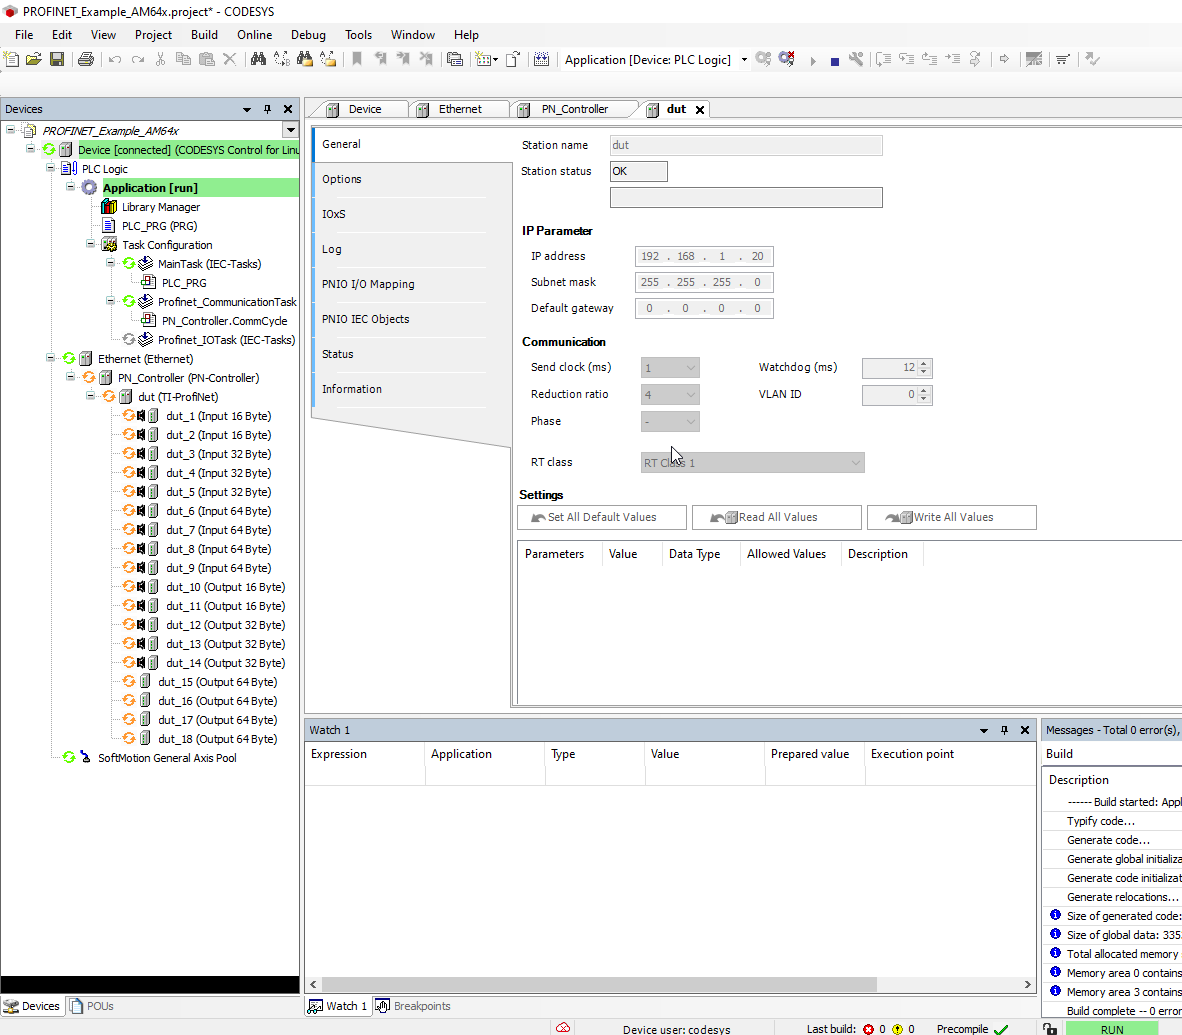 PROFINET_Example_AM64x.project* - CODESYS
File Edit View Project Build Online Debug Tools Window Help
Application [Device: PLC Logic]
Devices
PROFINET_Example_AM64x
Device [connected] (CODESYS Control for Linu
PLC Logic
Application [run]
Library Manager
PLC_PRG (PRG)
Task Configuration
MainTask (IEC-Tasks)
PLC_PRG
Profinet_CommunicationTask
PN_Controller.CommCycle
Profinet_IOTask (IEC-Tasks)
Ethernet (Ethernet)
PN_Controller (PN-Controller)
dut (TI-ProfiNet)
dut_1 (Input 16 Byte)
dut_2 (Input 16 Byte)
dut_3 (Input 32 Byte)
dut_4 (Input 32 Byte)
dut_5 (Input 32 Byte)
dut_6 (Input 64 Byte)
dut_7 (Input 64 Byte)
dut_8 (Input 64 Byte)
dut_9 (Input 64 Byte)
dut_10 (Output 16 Byte)
dut_11 (Output 16 Byte)
dut_12 (Output 32 Byte)
dut_13 (Output 32 Byte)
dut_14 (Output 32 Byte)
dut_15 (Output 64 Byte)
dut_16 (Output 64 Byte)
dut_17 (Output 64 Byte)
dut_18 (Output 64 Byte)
SoftMotion General Axis Pool
Devices POUs
Device Ethernet PN_Controller dut
General
Options
IOxS
Log
PNIO I/O Mapping
PNIO IEC Objects
Status
Information
Station name dut
Station status OK
IP Parameter
IP address 192 . 168 . 1 . 20
Subnet mask 255 . 255 . 255 . 0
Default gateway 0 . 0 . 0 . 0
Communication
Send clock (ms) 1 Watchdog (ms) 12
Reduction ratio 4 VLAN ID 0
Phase -
RT class RT Class 1
Settings
Set All Default Values Read All Values Write All Values
Parameters Value Data Type Allowed Values Description
Watch 1
Expression Application Type Value Prepared value Execution point
Watch 1 Breakpoints
Messages - Total 0 error(s),
Build
Description
------ Build started: Appl
Typify code...
Generate code...
Generate global initializa
Generate code initializat
Generate relocations...
Size of generated code:
Size of global data: 335
Total allocated memory
Memory area 0 contains
Memory area 3 contains
Build complete -- 0 error
Device user: codesys Last build: 0 0 Precompile RUN